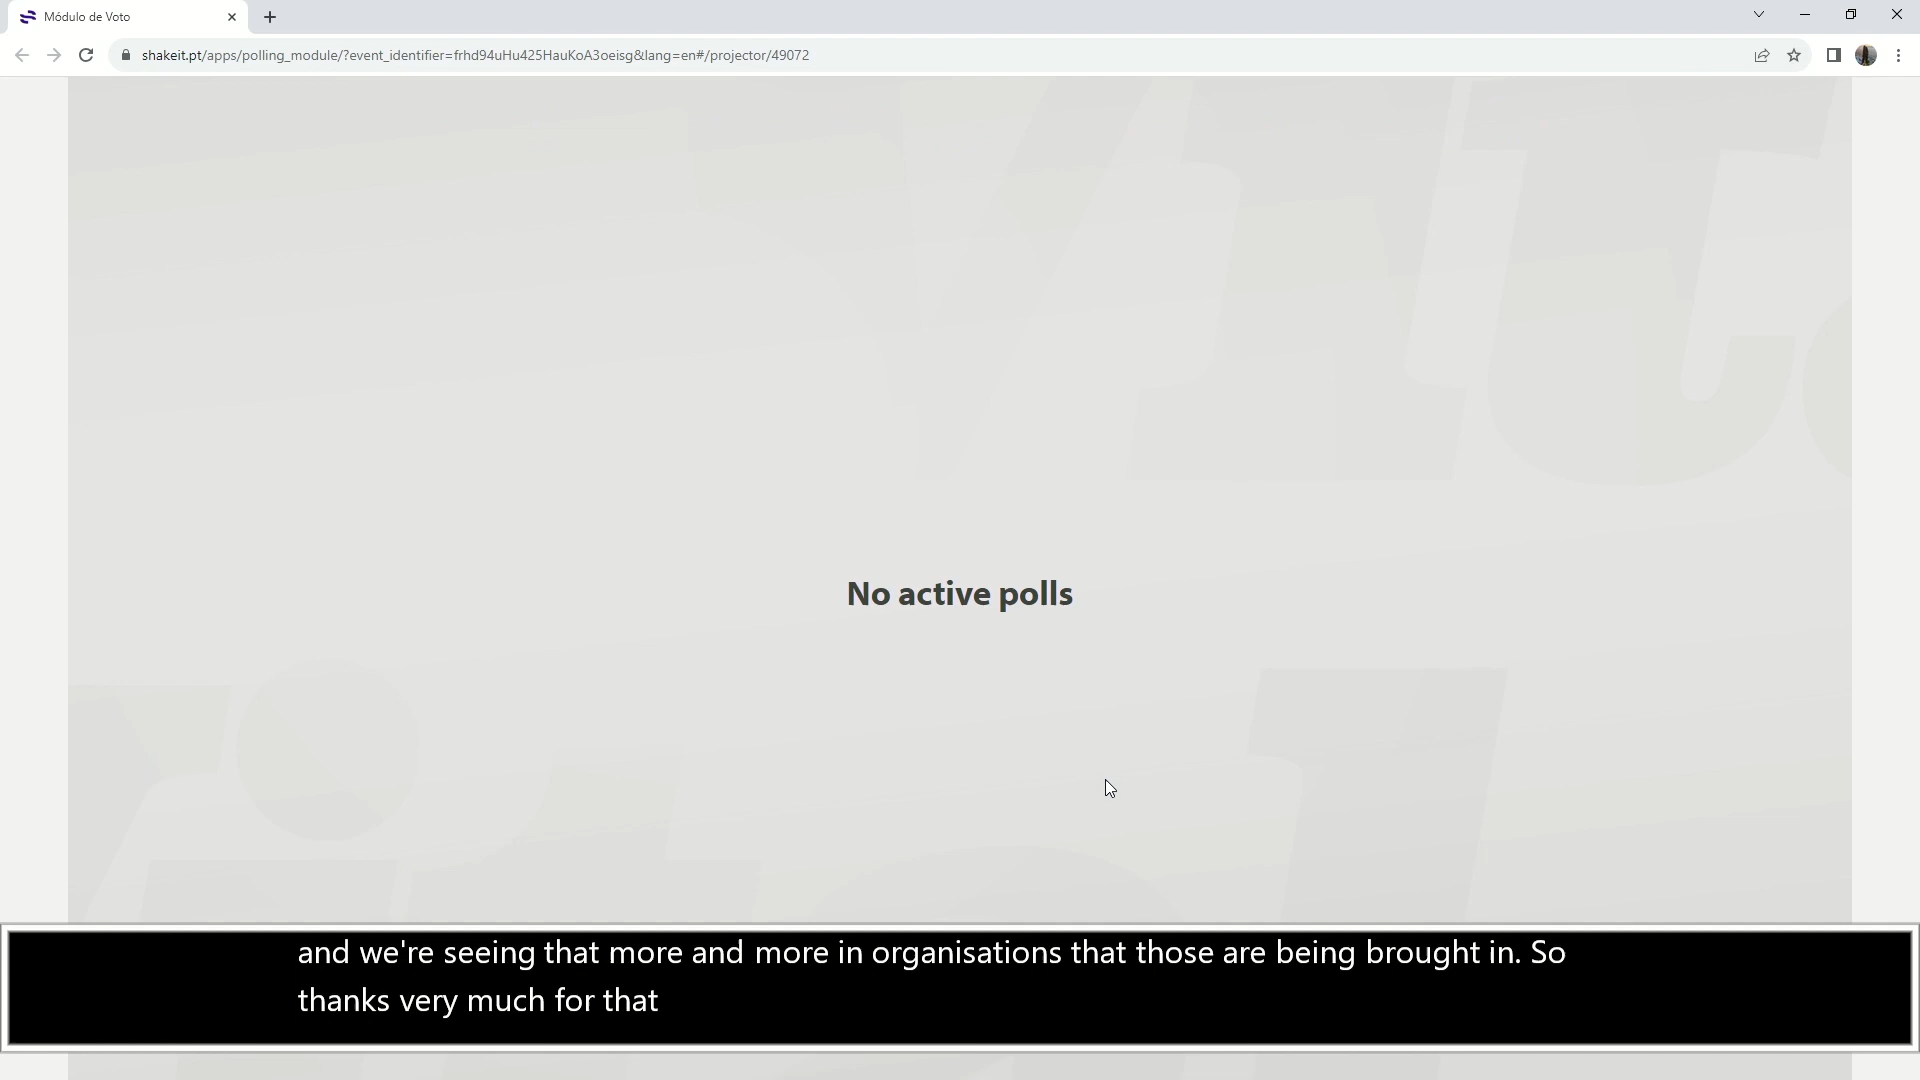 Módulo de Voto
shakeit.pt/apps/polling_module/?event_identifier=frhd94uHu425HauKoA3oeisg&lang=en#/projector/49072
No active polls
and we're seeing that more and more in organisations that those are being brought in. So
thanks very much for that